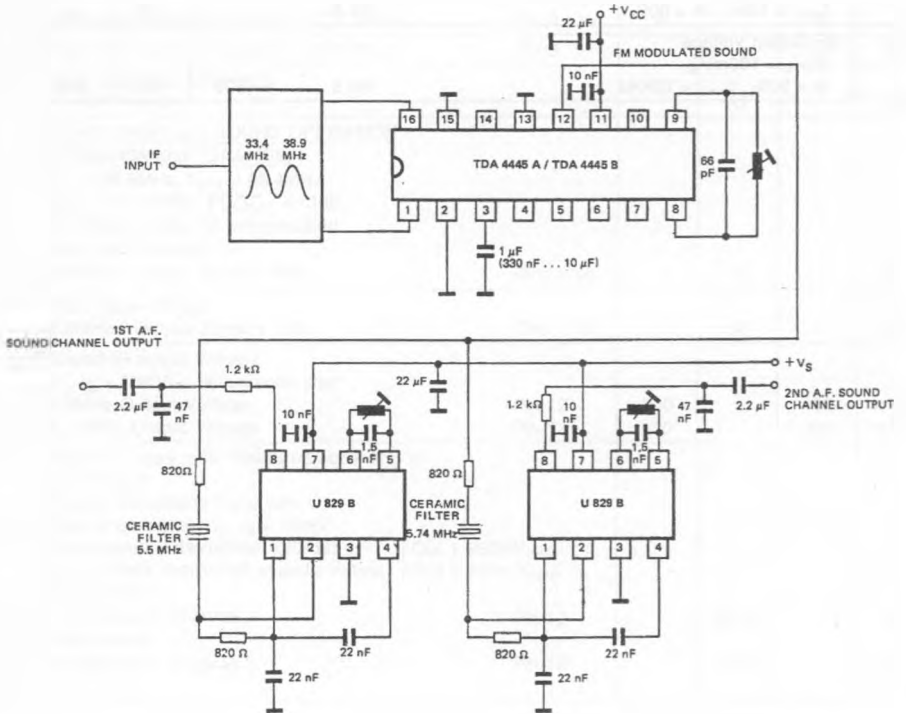 +VCC
22 µF
FM MODULATED SOUND
10 nF
16 15 14 13 12 11 10 9
IF
INPUT
33.4
MHz
38.9
MHz
TDA 4445 A / TDA 4445 B
66
pF
1 2 3 4 5 6 7 8
1 µF
(330 nF . . . 10 µF)
1ST A.F.
SOUND CHANNEL OUTPUT
+VS
1.2 kΩ
2.2 µF
47
nF
10 nF
22 µF
1,5
nF
1.2 kΩ
10
nF
1.5
nF
47
nF
2.2 µF
2ND A.F. SOUND
CHANNEL OUTPUT
8 7 6 5
8 7 6 5
820Ω
U 829 B
820 Ω
U 829 B
CERAMIC
FILTER
5.5 MHz
CERAMIC
FILTER
5.74 MHz
1 2 3 4
1 2 3 4
820 Ω
22 nF
820 Ω
22 nF
22 nF
22 nF